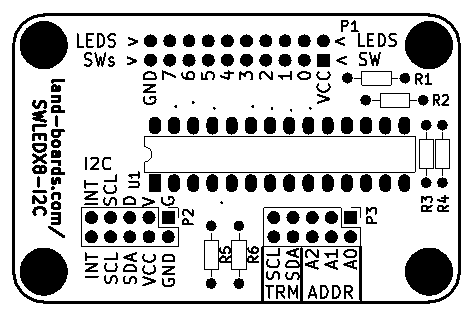 P1
LEDS > < LEDS
SWs > < SW
GND 7 6 5 4 3 2 1 0 VCC
R1
R2
land-boards.com/
SWLEDX8-I2C
I2C
U1
INT SCL D V G
P2
P3
R3 R4
R5 R6
INT SCL SDA VCC GND
SCL SDA A2 A1 A0
TRM ADDR